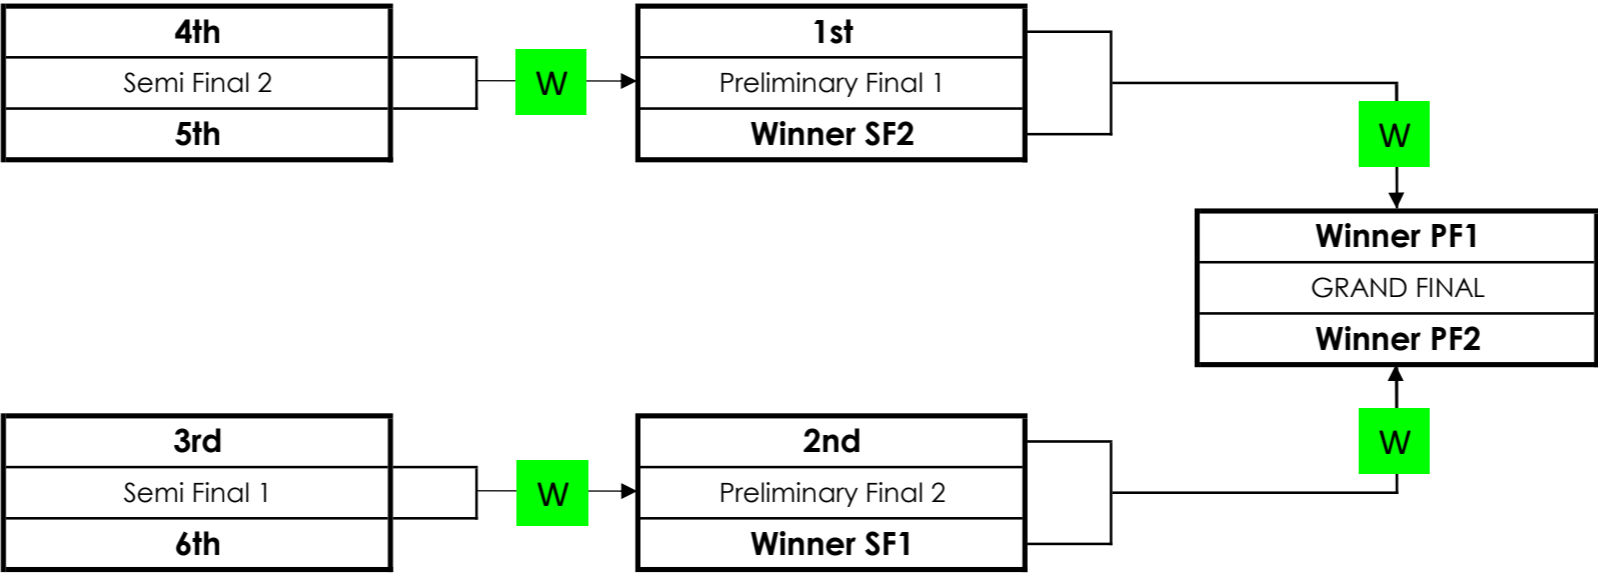 4th
Semi Final 2
5th
W
1st
Preliminary Final 1
Winner SF2
W
Winner PF1
GRAND FINAL
Winner PF2
W
3rd
Semi Final 1
6th
W
2nd
Preliminary Final 2
Winner SF1